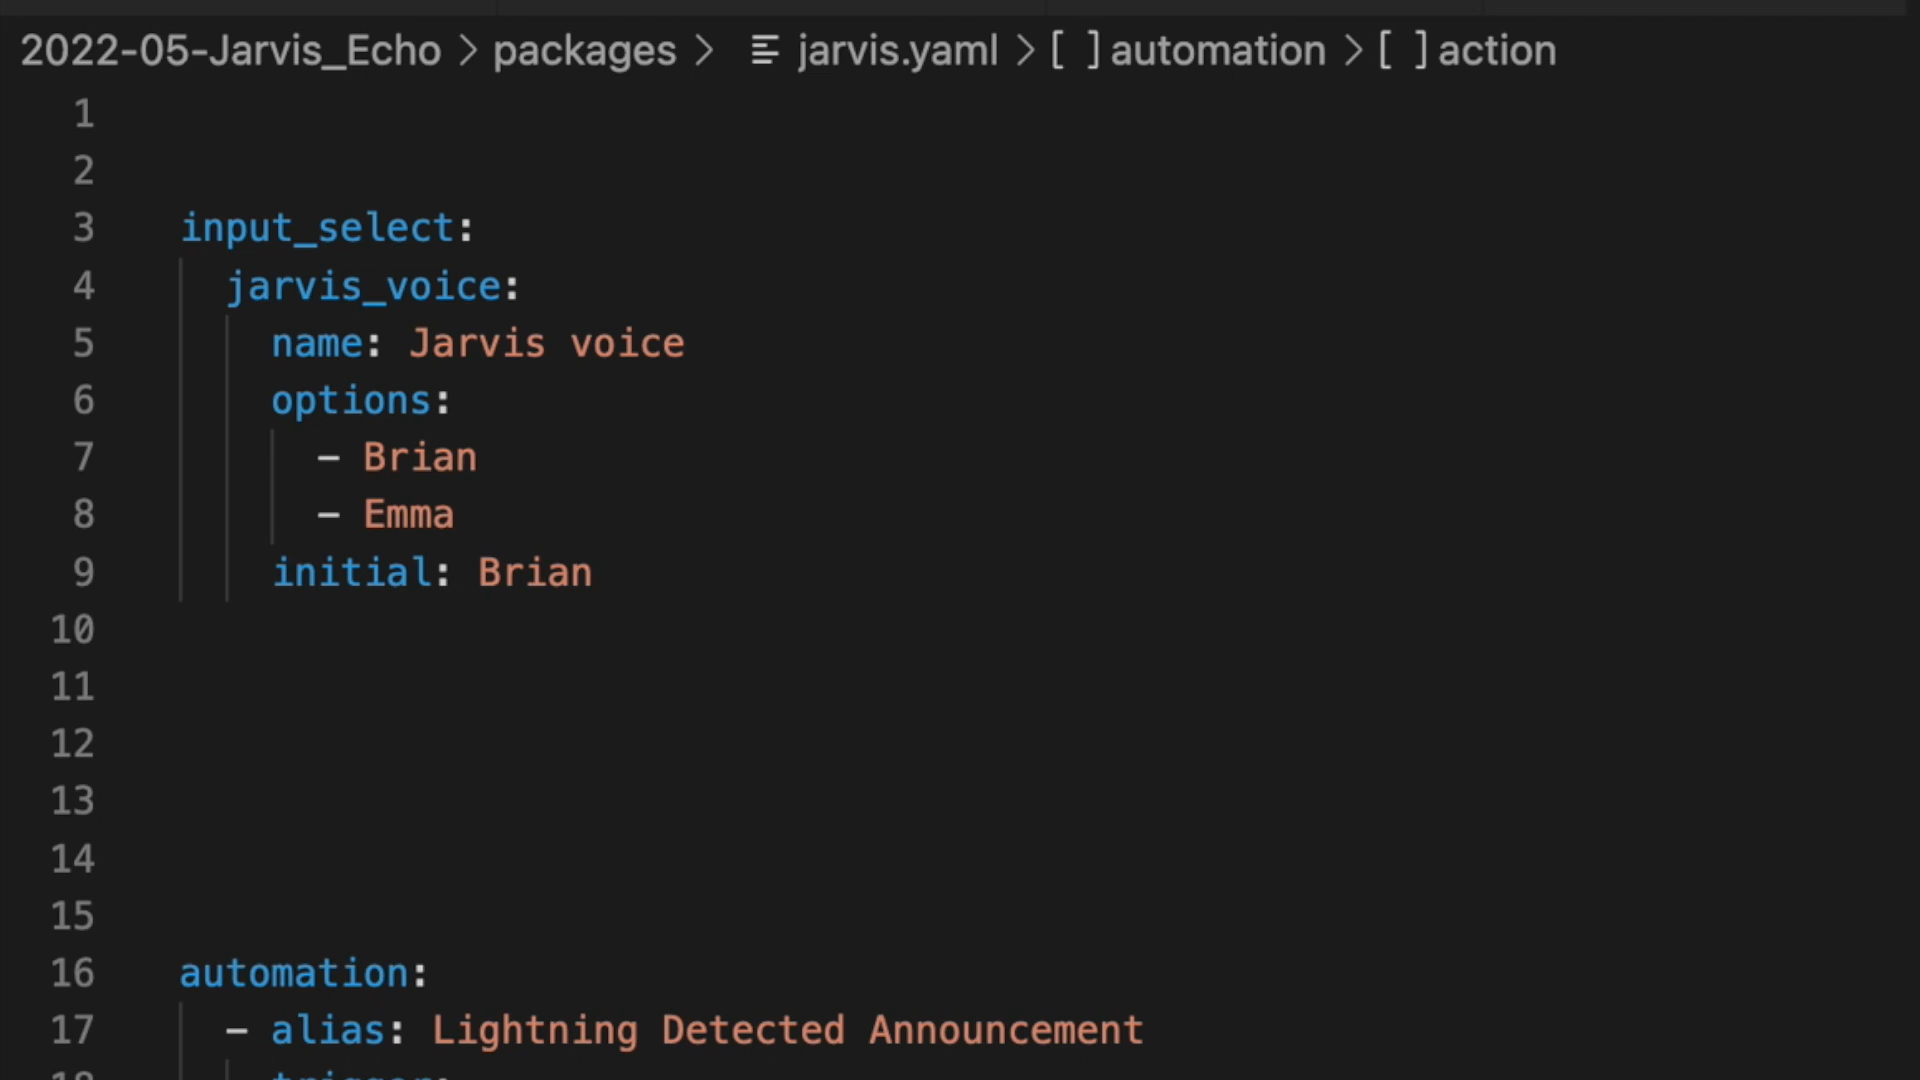 2022-05-Jarvis_Echo > packages > jarvis.yaml > [ ] automation > [ ] action
1
2
3 input_select:
4 jarvis_voice:
5 name: Jarvis voice
6 options:
7 - Brian
8 - Emma
9 initial: Brian
10
11
12
13
14
15
16 automation:
17 - alias: Lightning Detected Announcement
18 trigger: